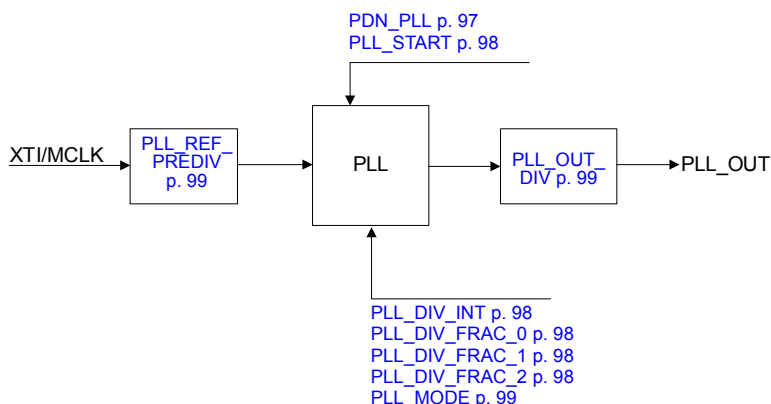 PDN_PLL p. 97
PLL_START p. 98
XTI/MCLK
PLL_REF_
PREDIV
p. 99
PLL
PLL_OUT_
DIV p. 99
PLL_OUT
PLL_DIV_INT p. 98
PLL_DIV_FRAC_0 p. 98
PLL_DIV_FRAC_1 p. 98
PLL_DIV_FRAC_2 p. 98
PLL_MODE p. 99